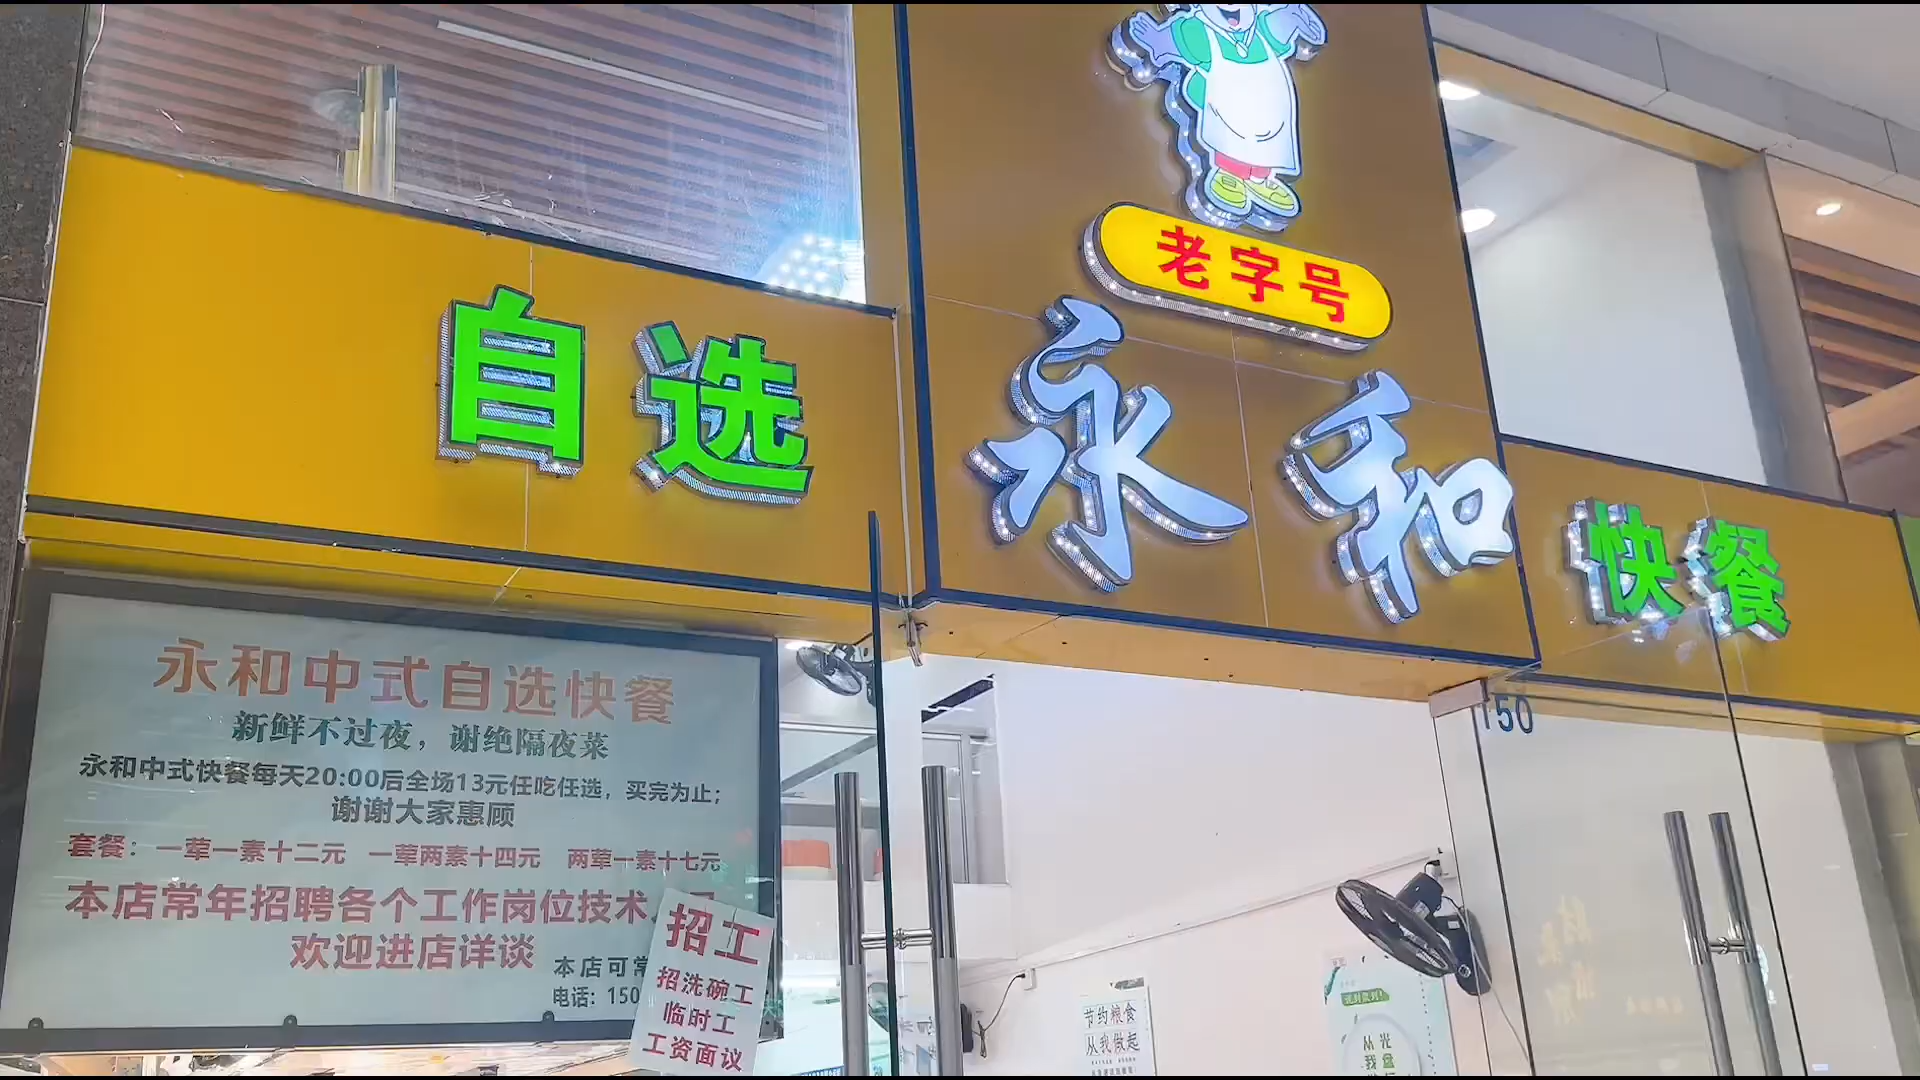 老字号
自选
永和
快餐
150
永和中式自选快餐
新鲜不过夜，谢绝隔夜菜
永和中式快餐每天20:00后全场13元任吃任选，买完为止；
谢谢大家惠顾
套餐：一荤一素十二元 一荤两素十四元 两荤一素十七元
本店常年招聘各个工作岗位技术
欢迎进店详谈
本店可常
电话：150
招工
招洗碗工
临时工
工资面议
节约粮食
从我做起